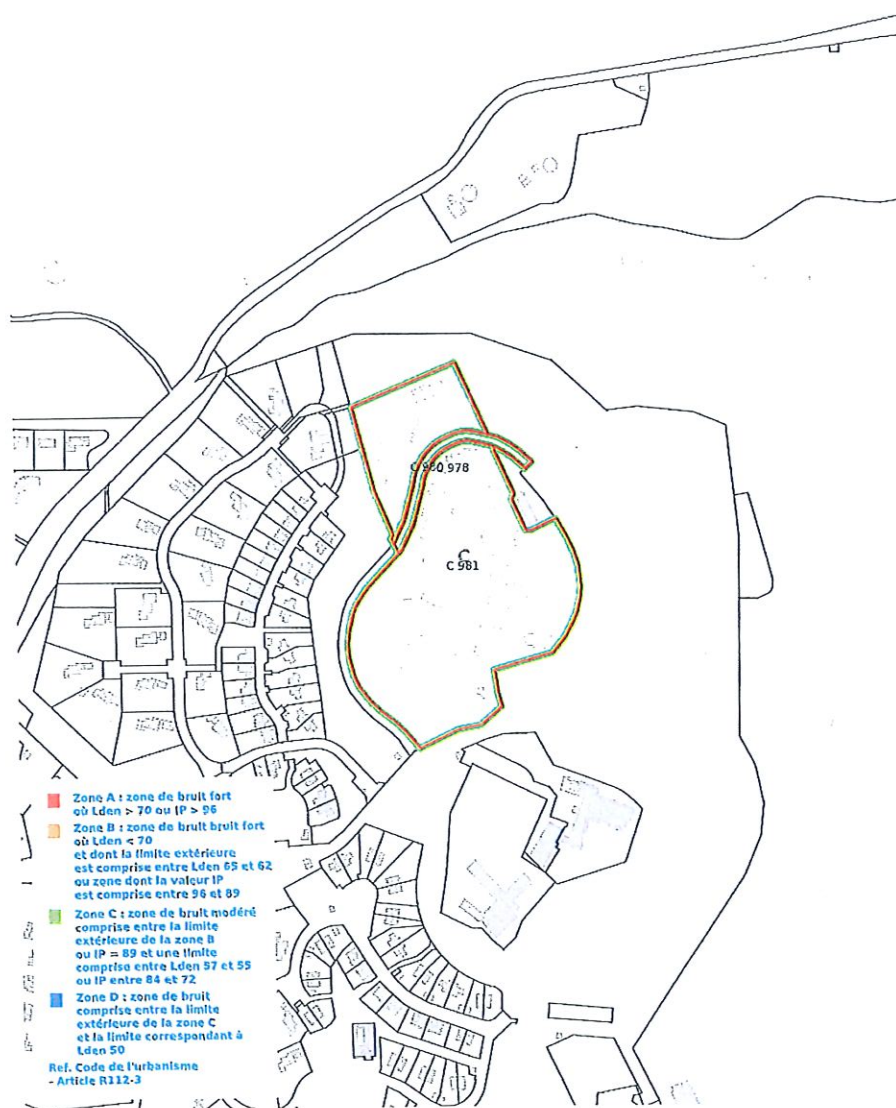 C 981
C
Zone A : zone de bruit fort
où Lden > 70 ou IP > 96
Zone B : zone de bruit bruit fort
où Lden < 70
et dont la limite extérieure
est comprise entre Lden 65 et 62
ou zone dont la valeur IP
est comprise entre 96 et 89
Zone C : zone de bruit modéré
comprise entre la limite
extérieure de la zone B
ou IP = 89 et une limite
comprise entre Lden 57 et 55
ou IP entre 84 et 72
Zone D : zone de bruit
comprise entre la limite
extérieure de la zone C
et la limite correspondant à
Lden 50
Ref. Code de l'urbanisme
- Article R112-3